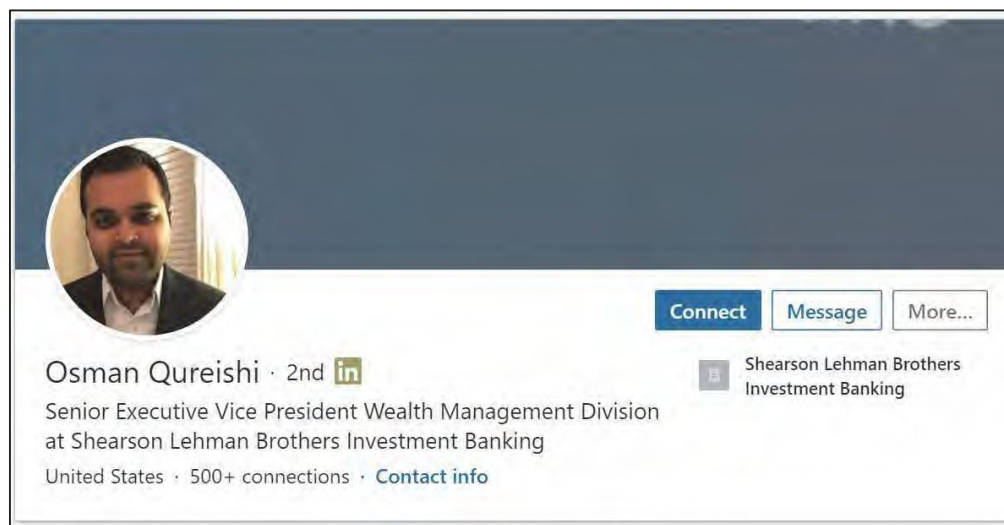 Connect
Message
More...
Osman Qureishi · 2nd in
Senior Executive Vice President Wealth Management Division
at Shearson Lehman Brothers Investment Banking
United States · 500+ connections · Contact info
Shearson Lehman Brothers
Investment Banking